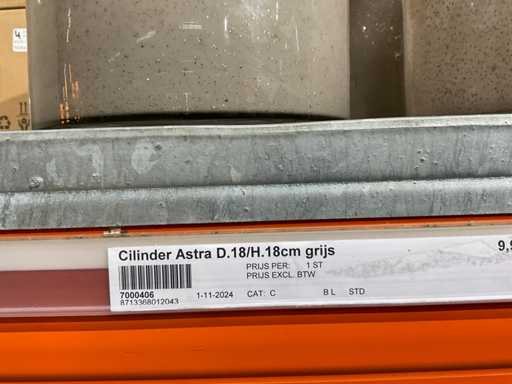 Cilinder Astra D.18/H.18cm grijs
PRIJS PER: 1 ST
PRIJS EXCL. BTW
7000406 1-11-2024 CAT: C B L STD
8713368012043